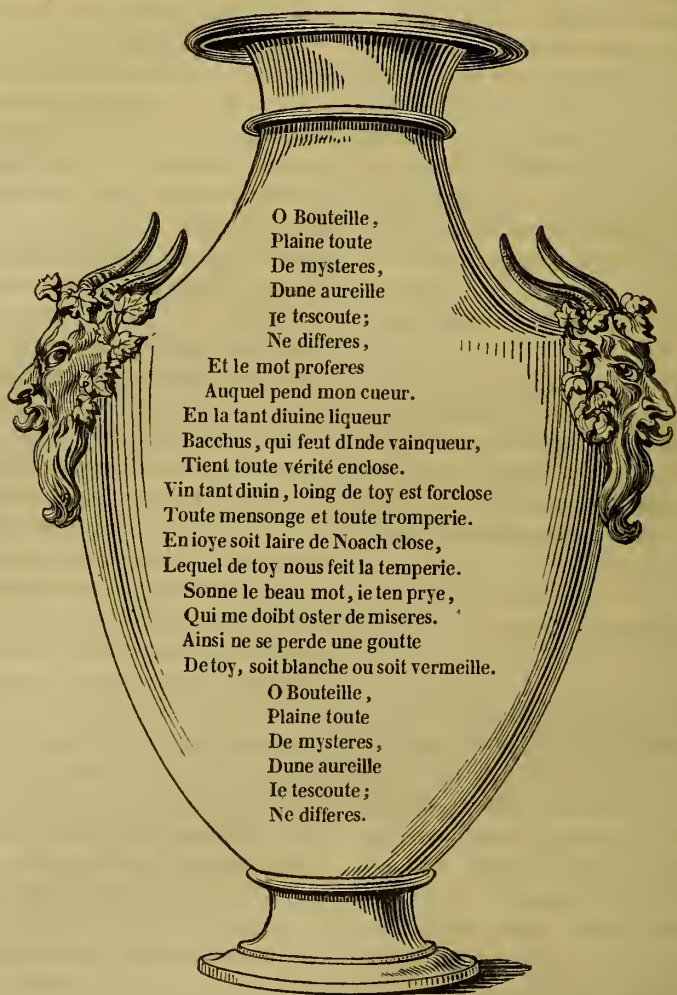 O Bouteille,
Plaine toute
De mysteres,
Dune aureille
Ie tescoute;
Ne differes,
Et le mot proferes
Auquel pend mon cueur.
En la tant diuine liqueur
Bacchus, qui feut dInde vainqueur,
Tient toute vérité enclose.
Vin tant diuin, loing de toy est forclose
Toute mensonge et toute tromperie.
En ioye soit laire de Noach close,
Lequel de toy nous feit la temperie.
Sonne le beau mot, ie ten prye,
Qui me doibt oster de miseres.
Ainsi ne se perde une goutte
De toy, soit blanche ou soit vermeille.
O Bouteille,
Plaine toute
De mysteres,
Dune aureille
Ie tescoute;
Ne differes.